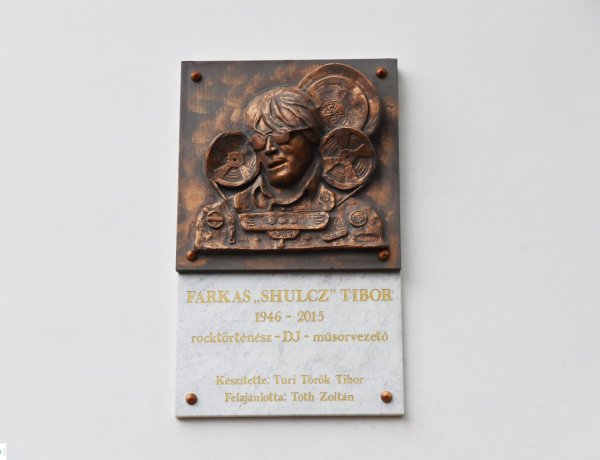 FARKAS „SHULCZ” TIBOR
1946 - 2015
rocktörténész - DJ - műsorvezető
Készítette: Turi Török Tibor
Felajánlotta: Tóth Zoltán